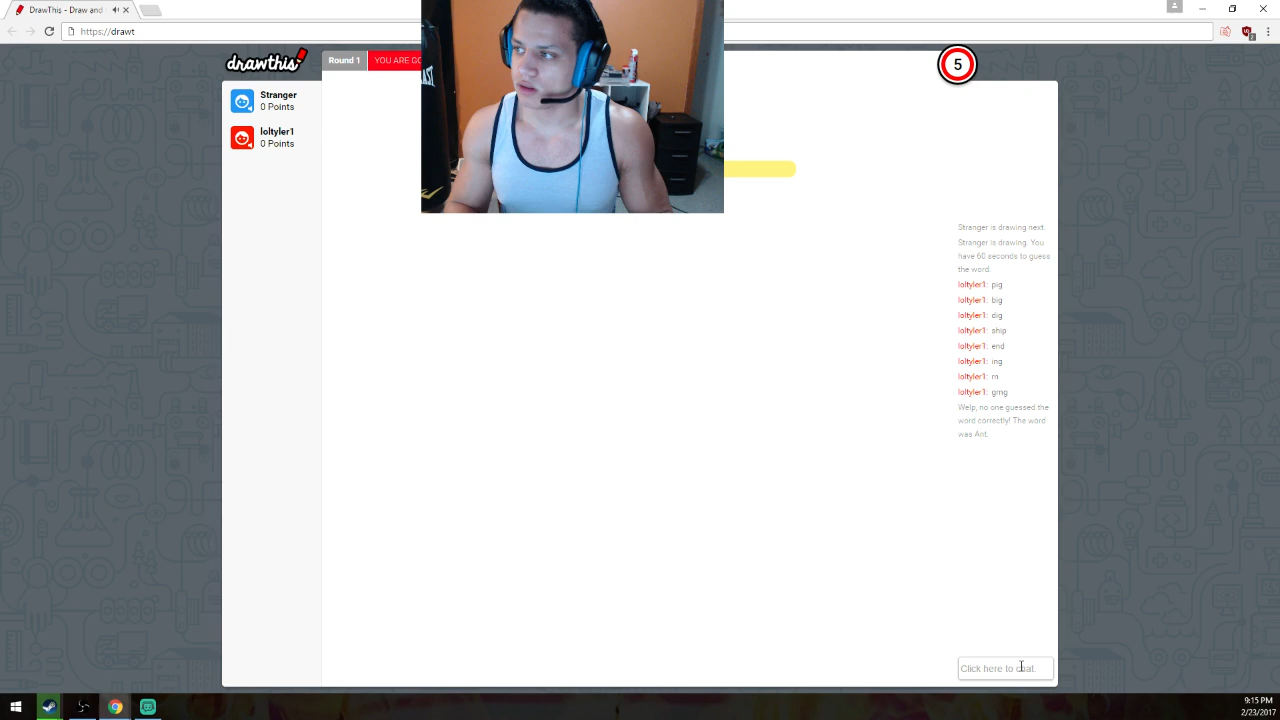 DrawThis - Draw and
https://drawt
drawthis!
Round 1
YOU ARE GO
5
Stranger
0 Points
loltyler1
0 Points
Stranger is drawing next.
Stranger is drawing. You
have 60 seconds to guess
the word.
loltyler1: pig
loltyler1: big
loltyler1: dig
loltyler1: ship
loltyler1: end
loltyler1: ing
loltyler1: rn
loltyler1: gmg
Welp, no one guessed the
word correctly! The word
was Ant.
Click here to chat.
9:15 PM
2/23/2017